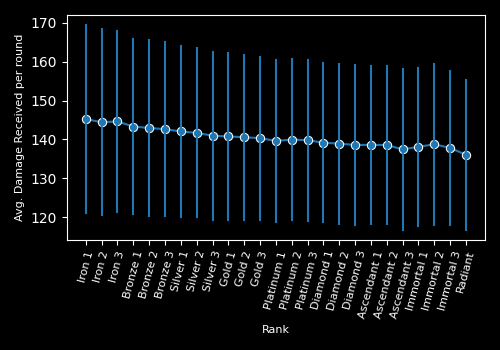 170
160
150
140
130
120
Avg. Damage Received per round
Iron 1
Iron 2
Iron 3
Bronze 1
Bronze 2
Bronze 3
Silver 1
Silver 2
Silver 3
Gold 1
Gold 2
Gold 3
Platinum 1
Platinum 2
Platinum 3
Diamond 1
Diamond 2
Diamond 3
Ascendant 1
Ascendant 2
Ascendant 3
Immortal 1
Immortal 2
Immortal 3
Radiant
Rank